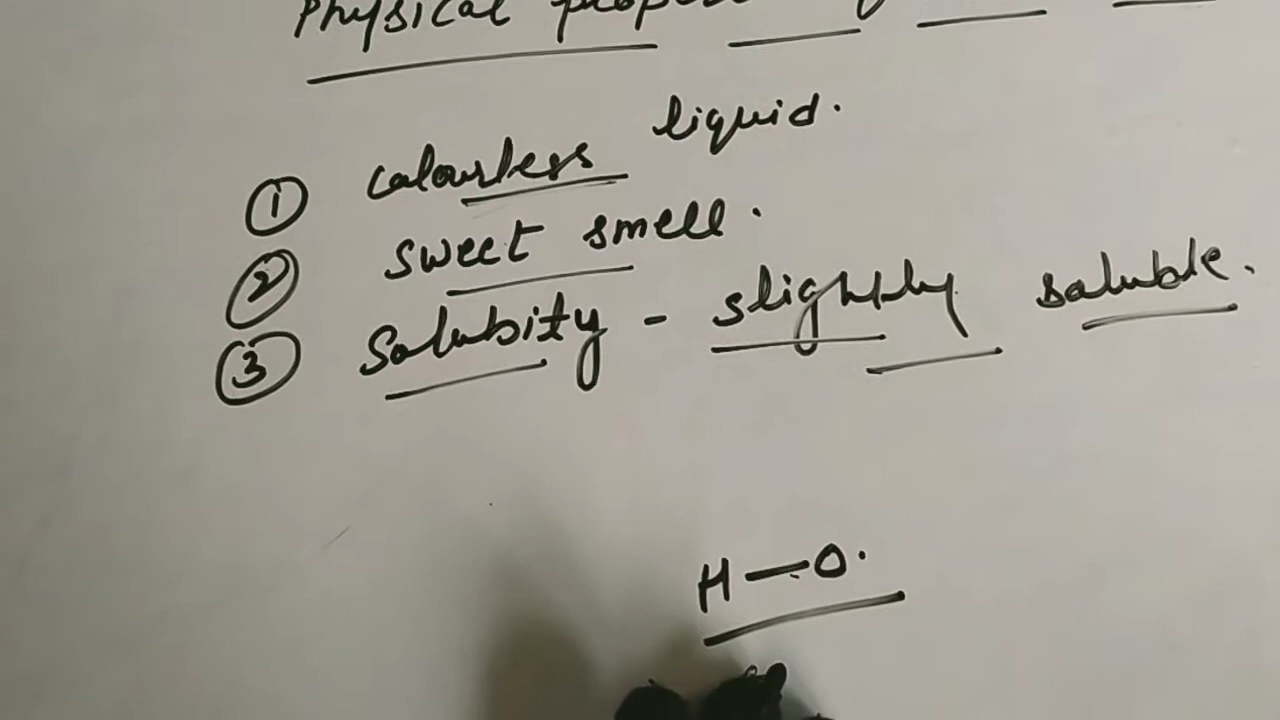 Physical
① colourless liquid.
② sweet smell.
③ Solubity - slightly soluble.
H—O.